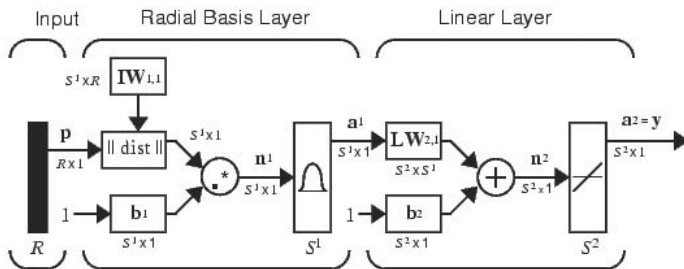 Input Radial Basis Layer Linear Layer
S¹xR IW1,1
p
Rx1
|| dist ||
S¹x1
.*
n¹
S¹x1
a¹
S¹x1
LW2,1
S²xS¹
+
n²
S²x1
a2 = y
S²x1
1 b1
S¹x1
1 b2
S²x1
R S¹ S²